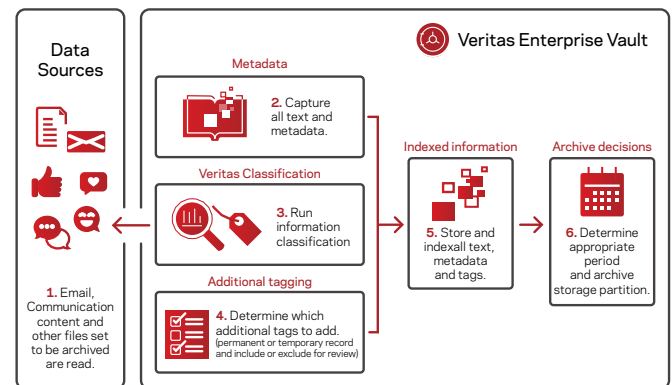 Data
Sources
1. Email,
Communication
content and
other files set
to be archived
are read.
Veritas Enterprise Vault
Metadata
2. Capture
all text and
metadata.
Veritas Classification
3. Run
information
classification
Additional tagging
4. Determine which
additional tags to add.
(permanent or temporary record
and include or exclude for review)
Indexed information
5. Store and
indexall text,
metadata
and tags.
Archive decisions
6. Determine
appropriate
period
and archive
storage partition.